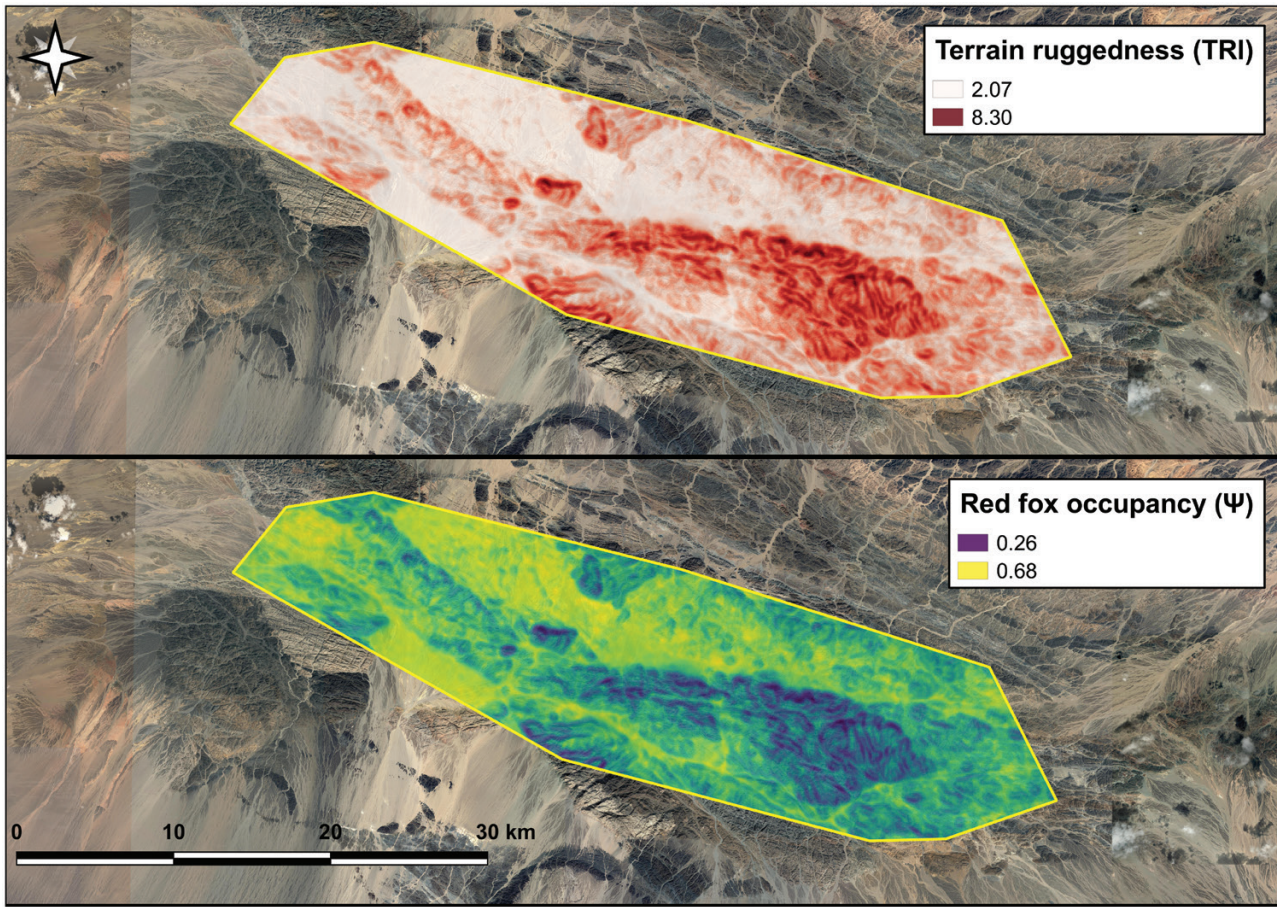 Terrain ruggedness (TRI)
2.07
8.30
Red fox occupancy (Ψ)
0.26
0.68
0 10 20 30 km